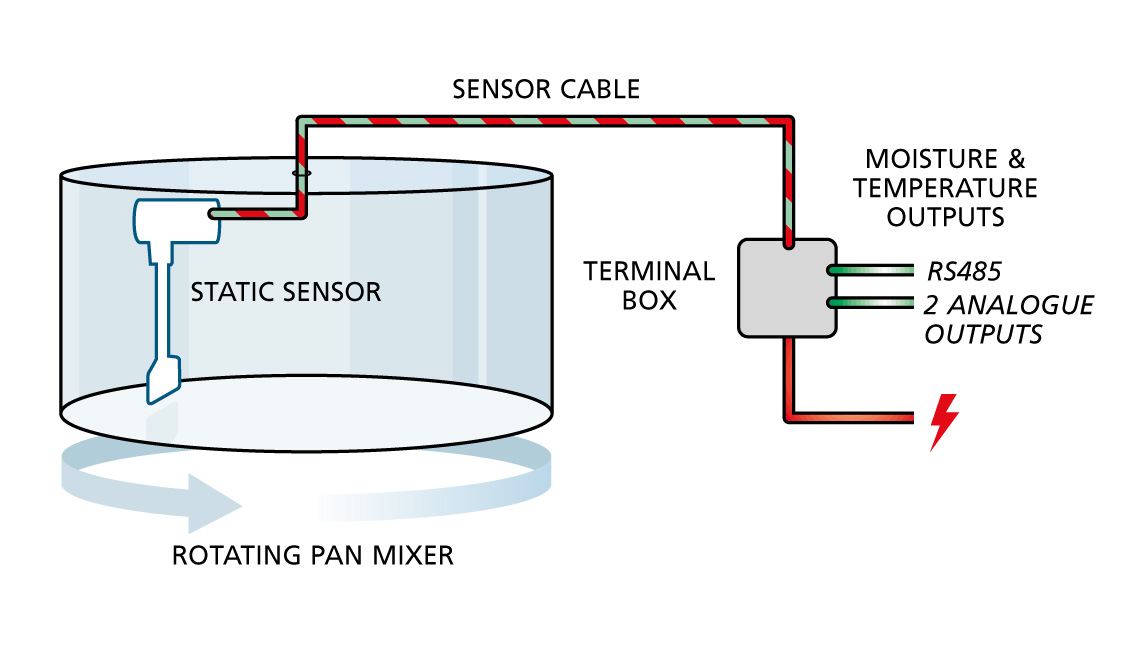 SENSOR CABLE
MOISTURE &
TEMPERATURE
OUTPUTS
TERMINAL
BOX
RS485
2 ANALOGUE
OUTPUTS
STATIC SENSOR
ROTATING PAN MIXER